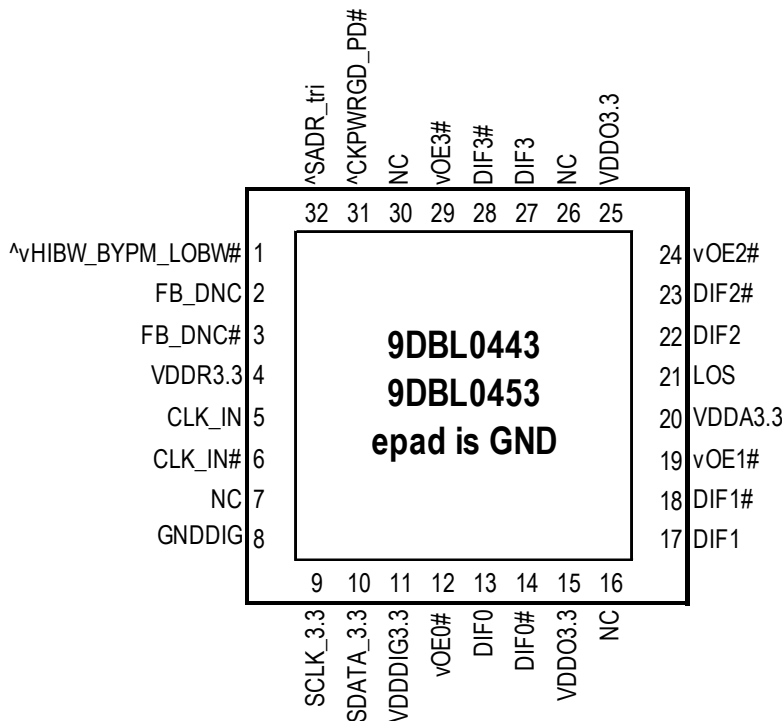 ^SADR_tri
^CKPWRGD_PD#
NC
vOE3#
DIF3#
DIF3
NC
VDDO3.3
32 31 30 29 28 27 26 25
^vHIBW_BYPM_LOBW# 1
FB_DNC 2
FB_DNC# 3
VDDR3.3 4
CLK_IN 5
CLK_IN# 6
NC 7
GNDDIG 8
9DBL0443
9DBL0453
epad is GND
24 vOE2#
23 DIF2#
22 DIF2
21 LOS
20 VDDA3.3
19 vOE1#
18 DIF1#
17 DIF1
9 10 11 12 13 14 15 16
SCLK_3.3
SDATA_3.3
VDDDIG3.3
vOE0#
DIF0
DIF0#
VDDO3.3
NC